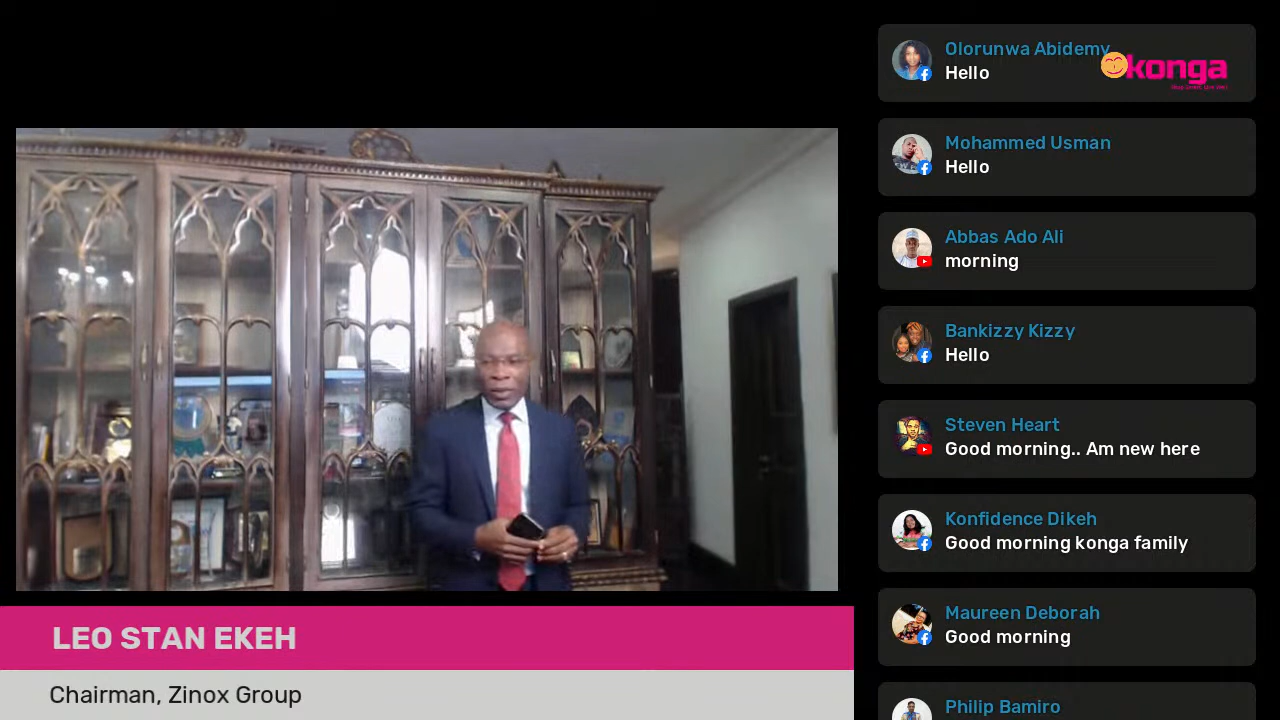 LEO STAN EKEH
Chairman, Zinox Group
Olorunwa Abidemy
Hello
konga
Mohammed Usman
Hello
Abbas Ado Ali
morning
Bankizzy Kizzy
Hello
Steven Heart
Good morning.. Am new here
Konfidence Dikeh
Good morning konga family
Maureen Deborah
Good morning
Philip Bamiro